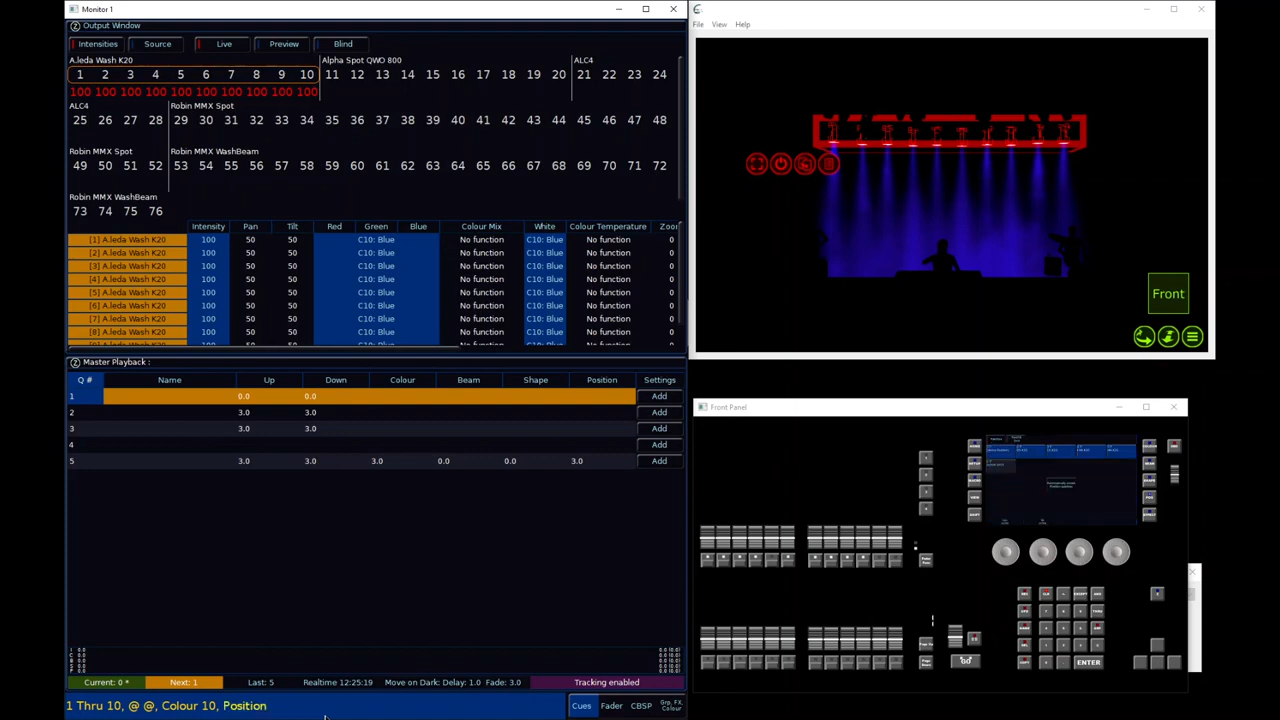 Monitor 1
Output Window
Intensities Source Live Preview Blind
A.leda Wash K20 Alpha Spot QWO 800 ALC4
1 2 3 4 5 6 7 8 9 10 11 12 13 14 15 16 17 18 19 20 21 22 23 24
100 100 100 100 100 100 100 100 100 100
ALC4 Robin MMX Spot
25 26 27 28 29 30 31 32 33 34 35 36 37 38 39 40 41 42 43 44 45 46 47 48
Robin MMX Spot Robin MMX WashBeam
49 50 51 52 53 54 55 56 57 58 59 60 61 62 63 64 65 66 67 68 69 70 71 72
Robin MMX WashBeam
73 74 75 76
Intensity Pan Tilt Red Green Blue Colour Mix White Colour Temperature Zoo
[1] A.leda Wash K20 100 50 50 C10: Blue No function C10: Blue No function 0
[2] A.leda Wash K20 100 50 50 C10: Blue No function C10: Blue No function 0
[3] A.leda Wash K20 100 50 50 C10: Blue No function C10: Blue No function 0
[4] A.leda Wash K20 100 50 50 C10: Blue No function C10: Blue No function 0
[5] A.leda Wash K20 100 50 50 C10: Blue No function C10: Blue No function 0
[6] A.leda Wash K20 100 50 50 C10: Blue No function C10: Blue No function 0
[7] A.leda Wash K20 100 50 50 C10: Blue No function C10: Blue No function 0
[8] A.leda Wash K20 100 50 50 C10: Blue No function C10: Blue No function 0
Master Playback :
Q # Name Up Down Colour Beam Shape Position Settings
1 0.0 0.0 Add
2 3.0 3.0 Add
3 3.0 3.0 Add
4 Add
5 3.0 3.0 3.0 0.0 0.0 3.0 Add
Current: 0 * Next: 1 Last: 5 Realtime 12:25:19 Move on Dark: Delay: 1.0 Fade: 3.0 Tracking enabled
1 Thru 10, @ @, Colour 10, Position
Cues Fader CBSP Grp, FX, Colour
File View Help
Front
Front Panel
GO
ENTER